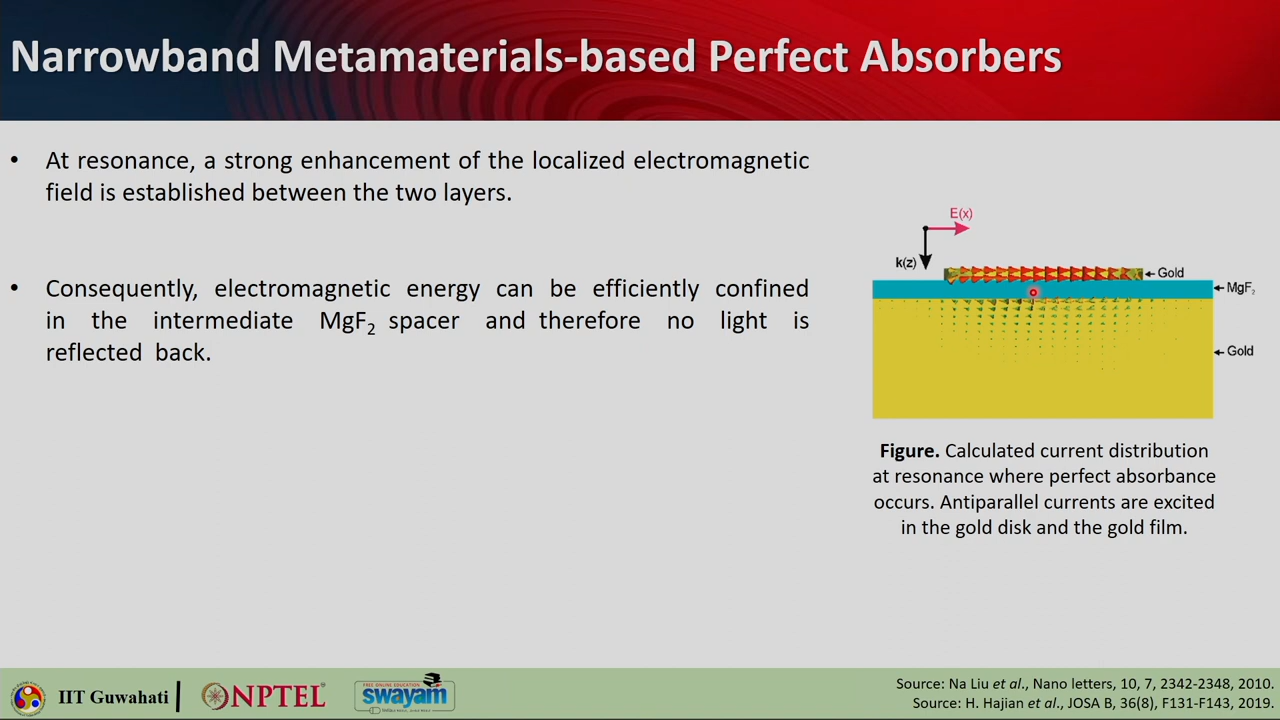 Narrowband Metamaterials-based Perfect Absorbers
• At resonance, a strong enhancement of the localized electromagnetic
field is established between the two layers.
• Consequently, electromagnetic energy can be efficiently confined
in the intermediate MgF₂ spacer and therefore no light is
reflected back.
E(x)
k(z)
Gold
MgF₂
Gold
Figure. Calculated current distribution
at resonance where perfect absorbance
occurs. Antiparallel currents are excited
in the gold disk and the gold film.
IIT Guwahati
NPTEL
FREE ONLINE EDUCATION
swayam
Source: Na Liu et al., Nano letters, 10, 7, 2342-2348, 2010.
Source: H. Hajian et al., JOSA B, 36(8), F131-F143, 2019.